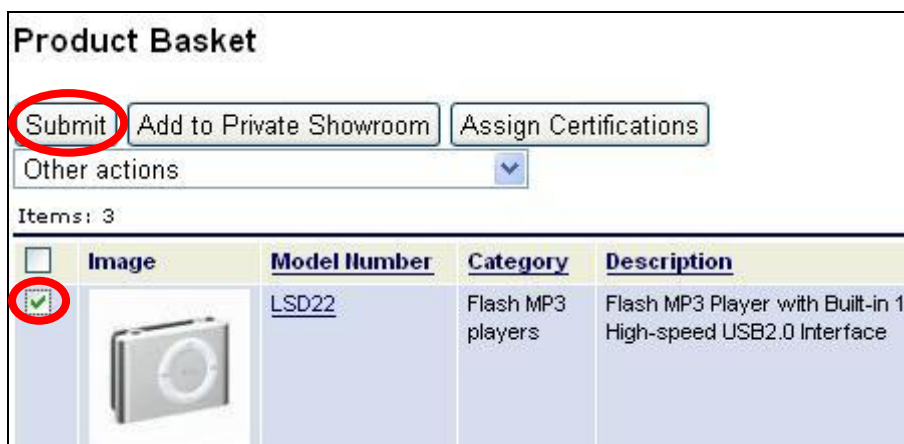 Product Basket
Submit Add to Private Showroom Assign Certifications
Other actions
Items: 3
Image Model Number Category Description
LSD22 Flash MP3 Flash MP3 Player with Built-in 1
players High-speed USB2.0 Interface